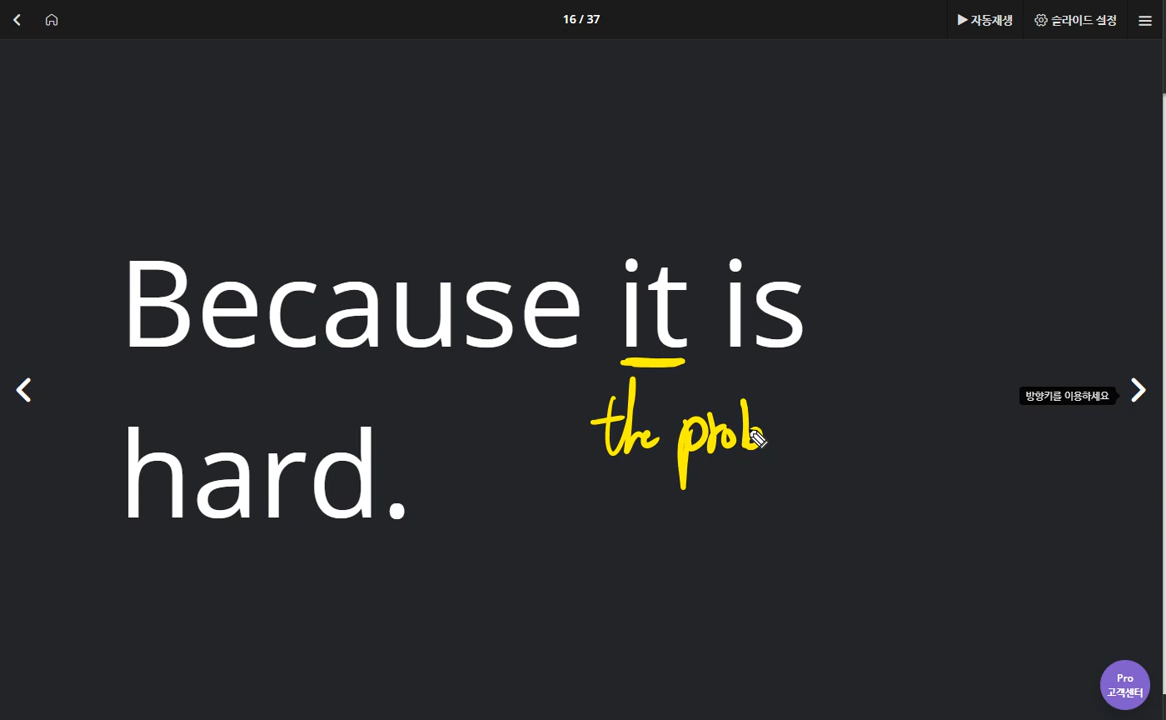 16 / 37
▶ 자동재생
슬라이드 설정
Because it is
the prob
방향키를 이용하세요
hard.
Pro
고객센터